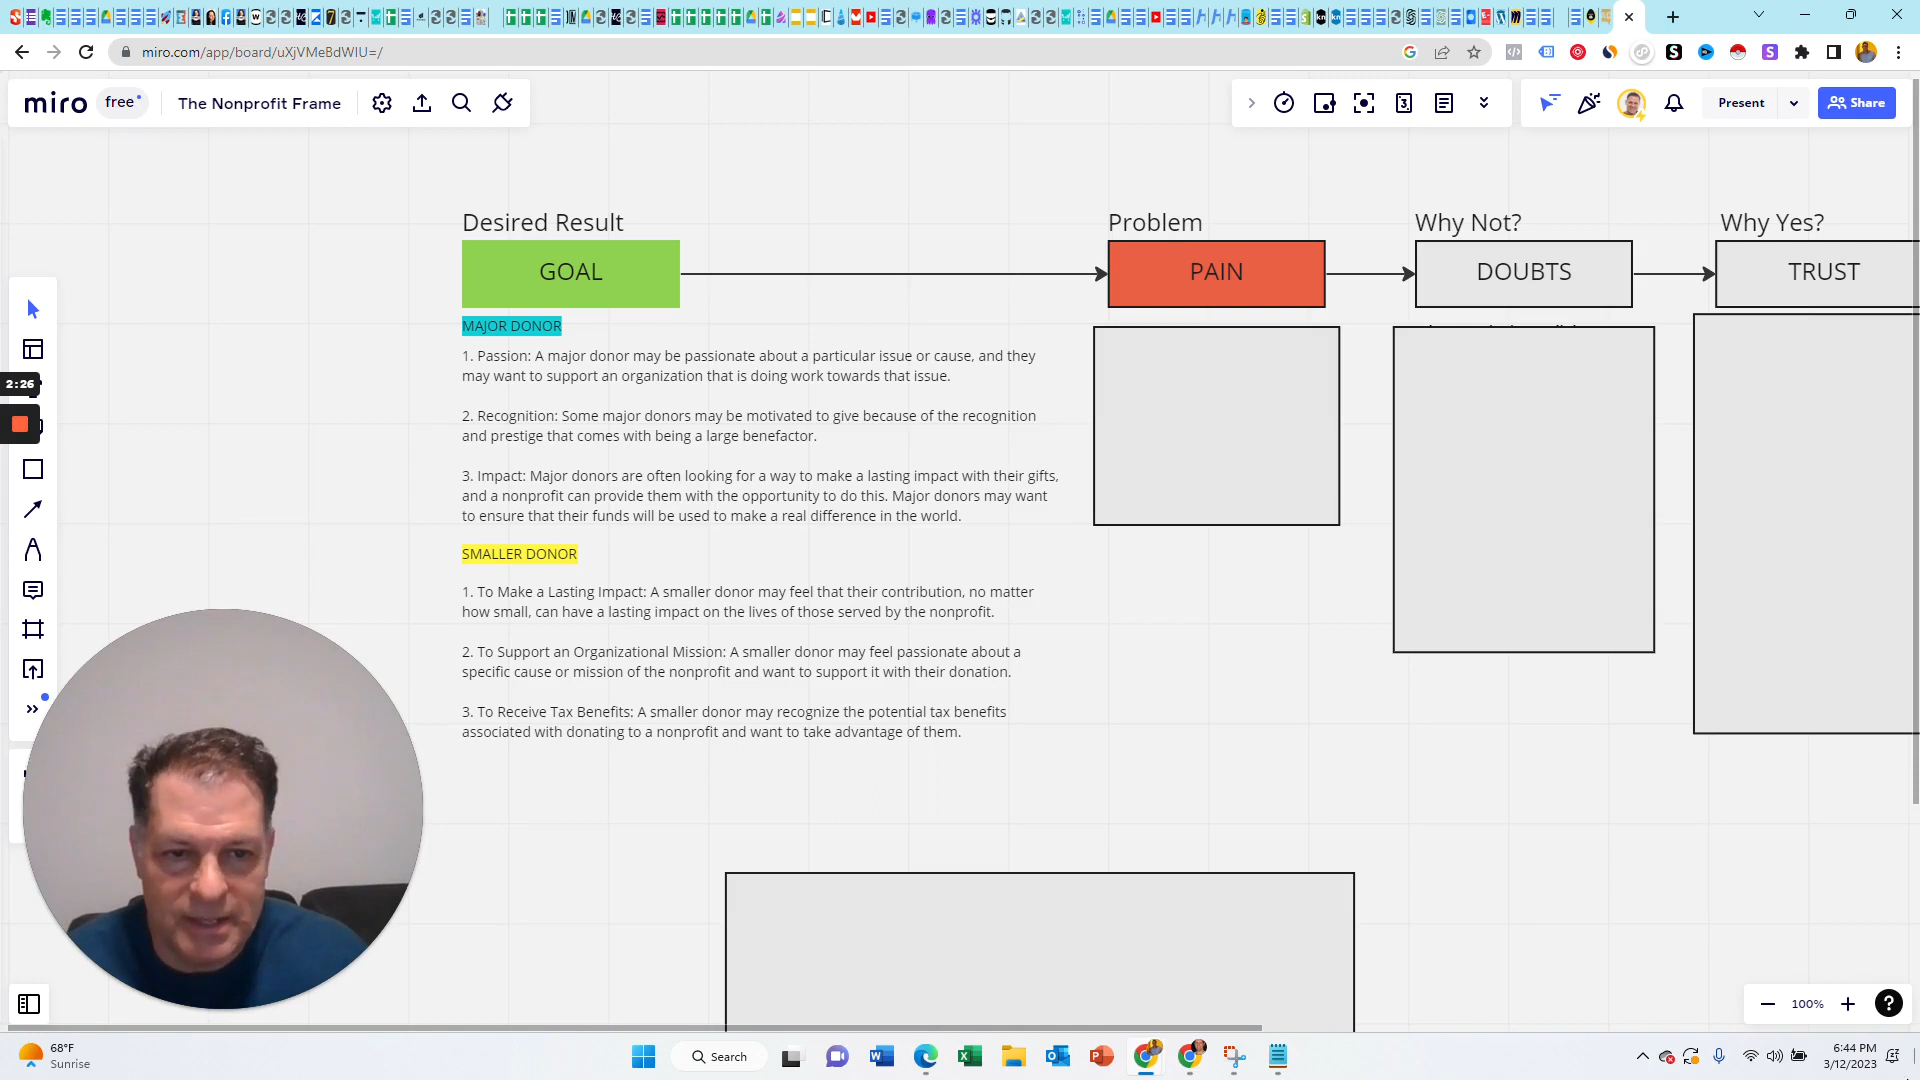 miro.com/app/board/uXjVMeBdWIU=/
miro
free
The Nonprofit Frame
3
Present
Share
Desired Result
Problem
Why Not?
Why Yes?
GOAL
PAIN
DOUBTS
TRUST
MAJOR DONOR
1. Passion: A major donor may be passionate about a particular issue or cause, and they
may want to support an organization that is doing work towards that issue.
2. Recognition: Some major donors may be motivated to give because of the recognition
and prestige that comes with being a large benefactor.
3. Impact: Major donors are often looking for a way to make a lasting impact with their gifts,
and a nonprofit can provide them with the opportunity to do this. Major donors may want
to ensure that their funds will be used to make a real difference in the world.
SMALLER DONOR
1. To Make a Lasting Impact: A smaller donor may feel that their contribution, no matter
how small, can have a lasting impact on the lives of those served by the nonprofit.
2. To Support an Organizational Mission: A smaller donor may feel passionate about a
specific cause or mission of the nonprofit and want to support it with their donation.
3. To Receive Tax Benefits: A smaller donor may recognize the potential tax benefits
associated with donating to a nonprofit and want to take advantage of them.
2:26
100%
?
68°F
Sunrise
Search
6:44 PM
3/12/2023